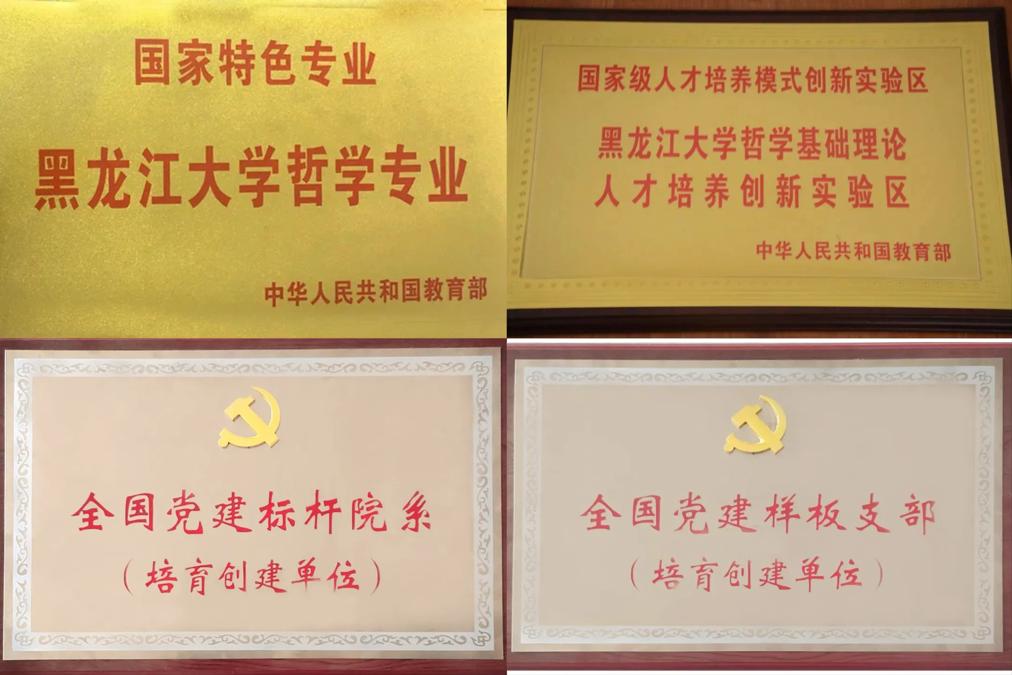 国家特色专业
黑龙江大学哲学专业
中华人民共和国教育部
国家级人才培养模式创新实验区
黑龙江大学哲学基础理论
人才培养创新实验区
中华人民共和国教育部
全国党建标杆院系
（培育创建单位）
全国党建样板支部
（培育创建单位）